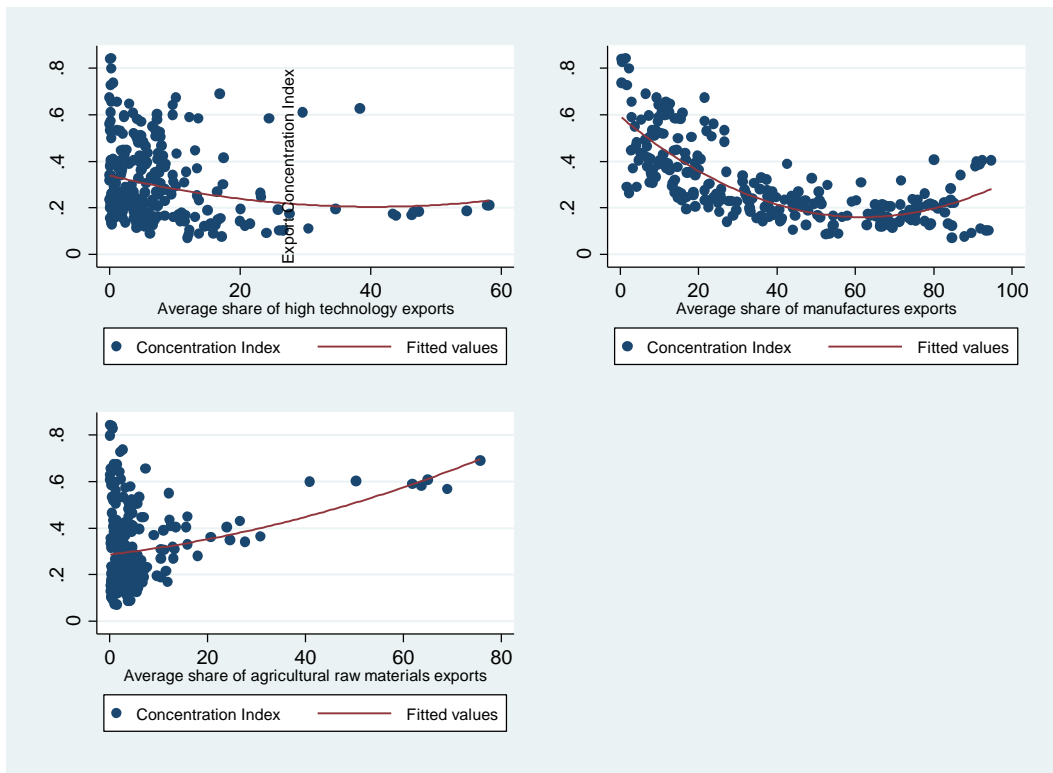 .8
.6
.4
.2
0
Export Concentration Index
0 20 40 60
Average share of high technology exports
Concentration Index Fitted values
.8
.6
.4
.2
0
0 20 40 60 80 100
Average share of manufactures exports
Concentration Index Fitted values
.8
.6
.4
.2
0
0 20 40 60 80
Average share of agricultural raw materials exports
Concentration Index Fitted values